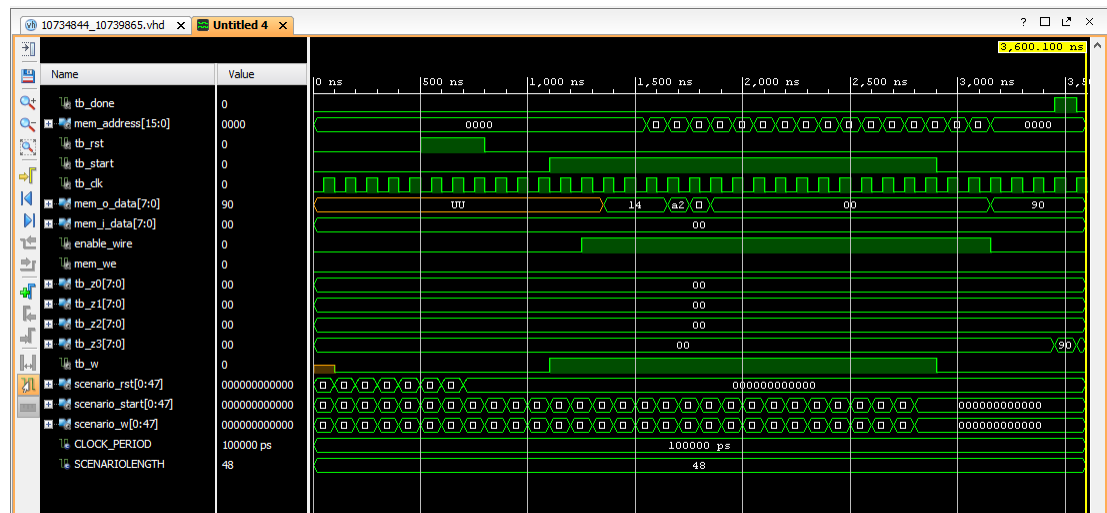 10734844_10739865.vhd Untitled 4
3,600.100 ns
Name Value
0 ns 500 ns 1,000 ns 1,500 ns 2,000 ns 2,500 ns 3,000 ns 3,5
tb_done 0
mem_address[15:0] 0000 0000 0000
tb_rst 0
tb_start 0
tb_clk 0
mem_o_data[7:0] 90 UU 14 a2 00 90
mem_i_data[7:0] 00 00
enable_wire 0
mem_we 0
tb_z0[7:0] 00 00
tb_z1[7:0] 00 00
tb_z2[7:0] 00 00
tb_z3[7:0] 00 00 90
tb_w 0
scenario_rst[0:47] 000000000000 000000000000
scenario_start[0:47] 000000000000 000000000000
scenario_w[0:47] 000000000000 000000000000
CLOCK_PERIOD 100000 ps 100000 ps
SCENARIOLENGTH 48 48